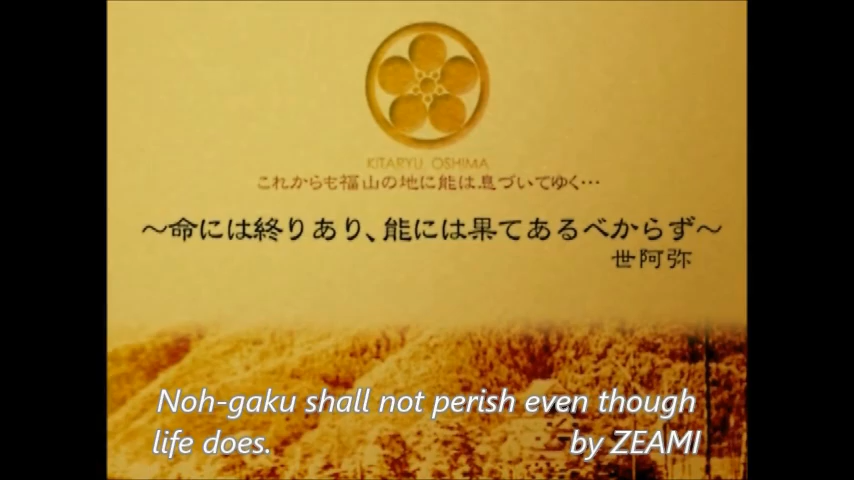 KITARYU OSHIMA
これからも福山の地に能は息づいてゆく…
～命には終りあり、能には果てあるべからず～
世阿弥
Noh-gaku shall not perish even though
life does. by ZEAMI